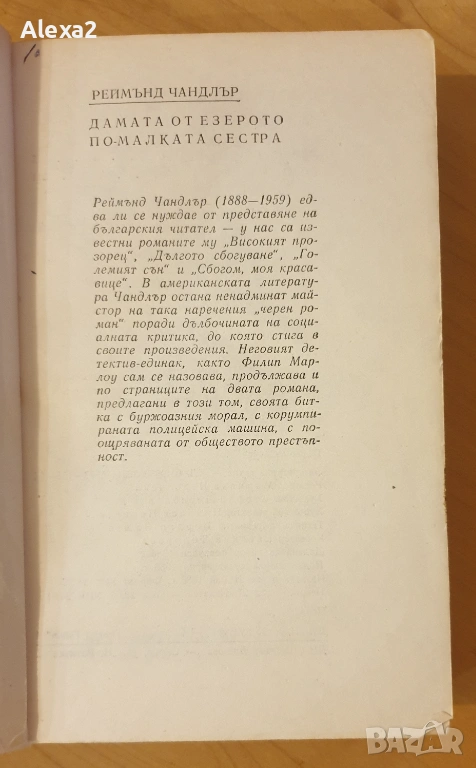 Alexa2
РЕЙМЪНД ЧАНДЛЪР
ДАМАТА ОТ ЕЗЕРОТО
ПО-МАЛКАТА СЕСТРА
Реймънд Чандлър (1888—1959) ед-
ва ли се нуждае от представяне на
българския читател — у нас са из-
вестни романите му „Високият про-
зорец", „Дългото сбогуване", „Го-
лемият сън" и „Сбогом, моя краса-
вице". В американската литерату-
ра Чандлър остана ненадминат май-
стор на така наречения „черен ро-
ман" поради дълбочината на соци-
алната критика, до която стига в
своите произведения. Неговият де-
тектив-единак, както Филип Мар-
лоу сам се назовава, продължава и
по страниците на двата романа,
предлагани в този том, своята бит-
ка с буржоазния морал, с корумпи-
раната полицейска машина, с по-
ощряваната от обществото престъп-
ност.
BAZAR